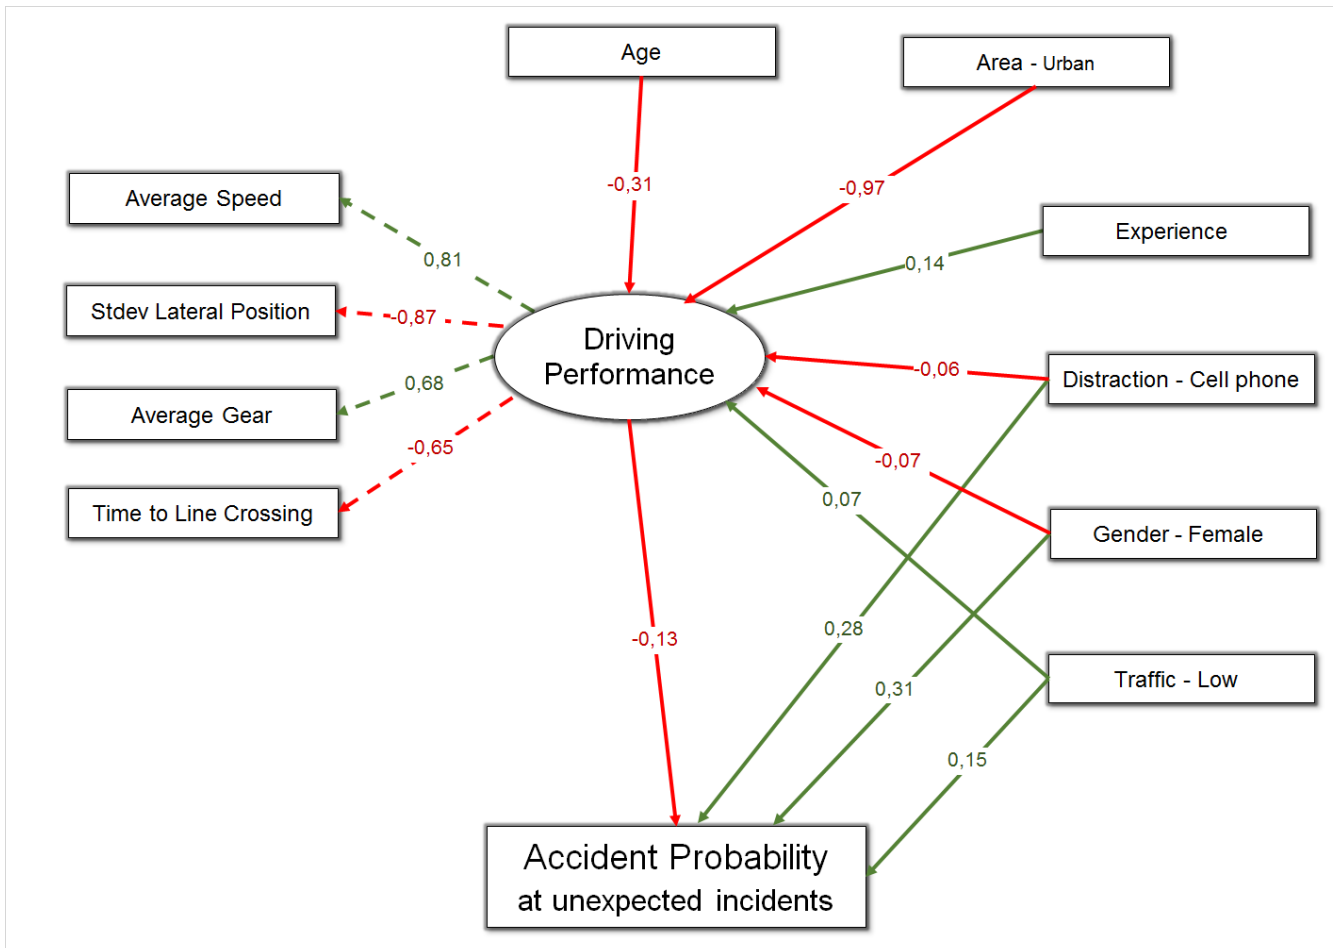 Age
Area - Urban
-0,31
-0,97
Average Speed
Experience
0,81
0,14
Stdev Lateral Position
-0,87
Driving
Performance
-0,06
Distraction - Cell phone
0,68
Average Gear
-0,65
-0,07
0,07
Time to Line Crossing
Gender - Female
-0,13
0,28
0,31
Traffic - Low
0,15
Accident Probability
at unexpected incidents